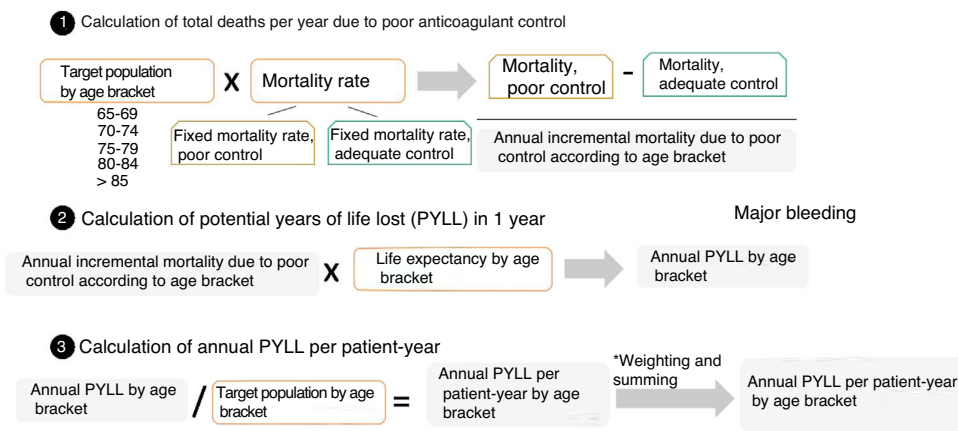 1 Calculation of total deaths per year due to poor anticoagulant control
Target population
by age bracket
X
Mortality rate
Mortality,
poor control
-
Mortality,
adequate control
65-69
70-74
75-79
80-84
> 85
Fixed mortality rate,
poor control
Fixed mortality rate,
adequate control
Annual incremental mortality due to poor
control according to age bracket
2 Calculation of potential years of life lost (PYLL) in 1 year
Major bleeding
Annual incremental mortality due to poor
control according to age bracket
X
Life expectancy by age
bracket
Annual PYLL by age
bracket
3 Calculation of annual PYLL per patient-year
Annual PYLL by age
bracket
/
Target population by age
bracket
=
Annual PYLL per
patient-year by age
bracket
*Weighting and
summing
Annual PYLL per patient-year
by age bracket